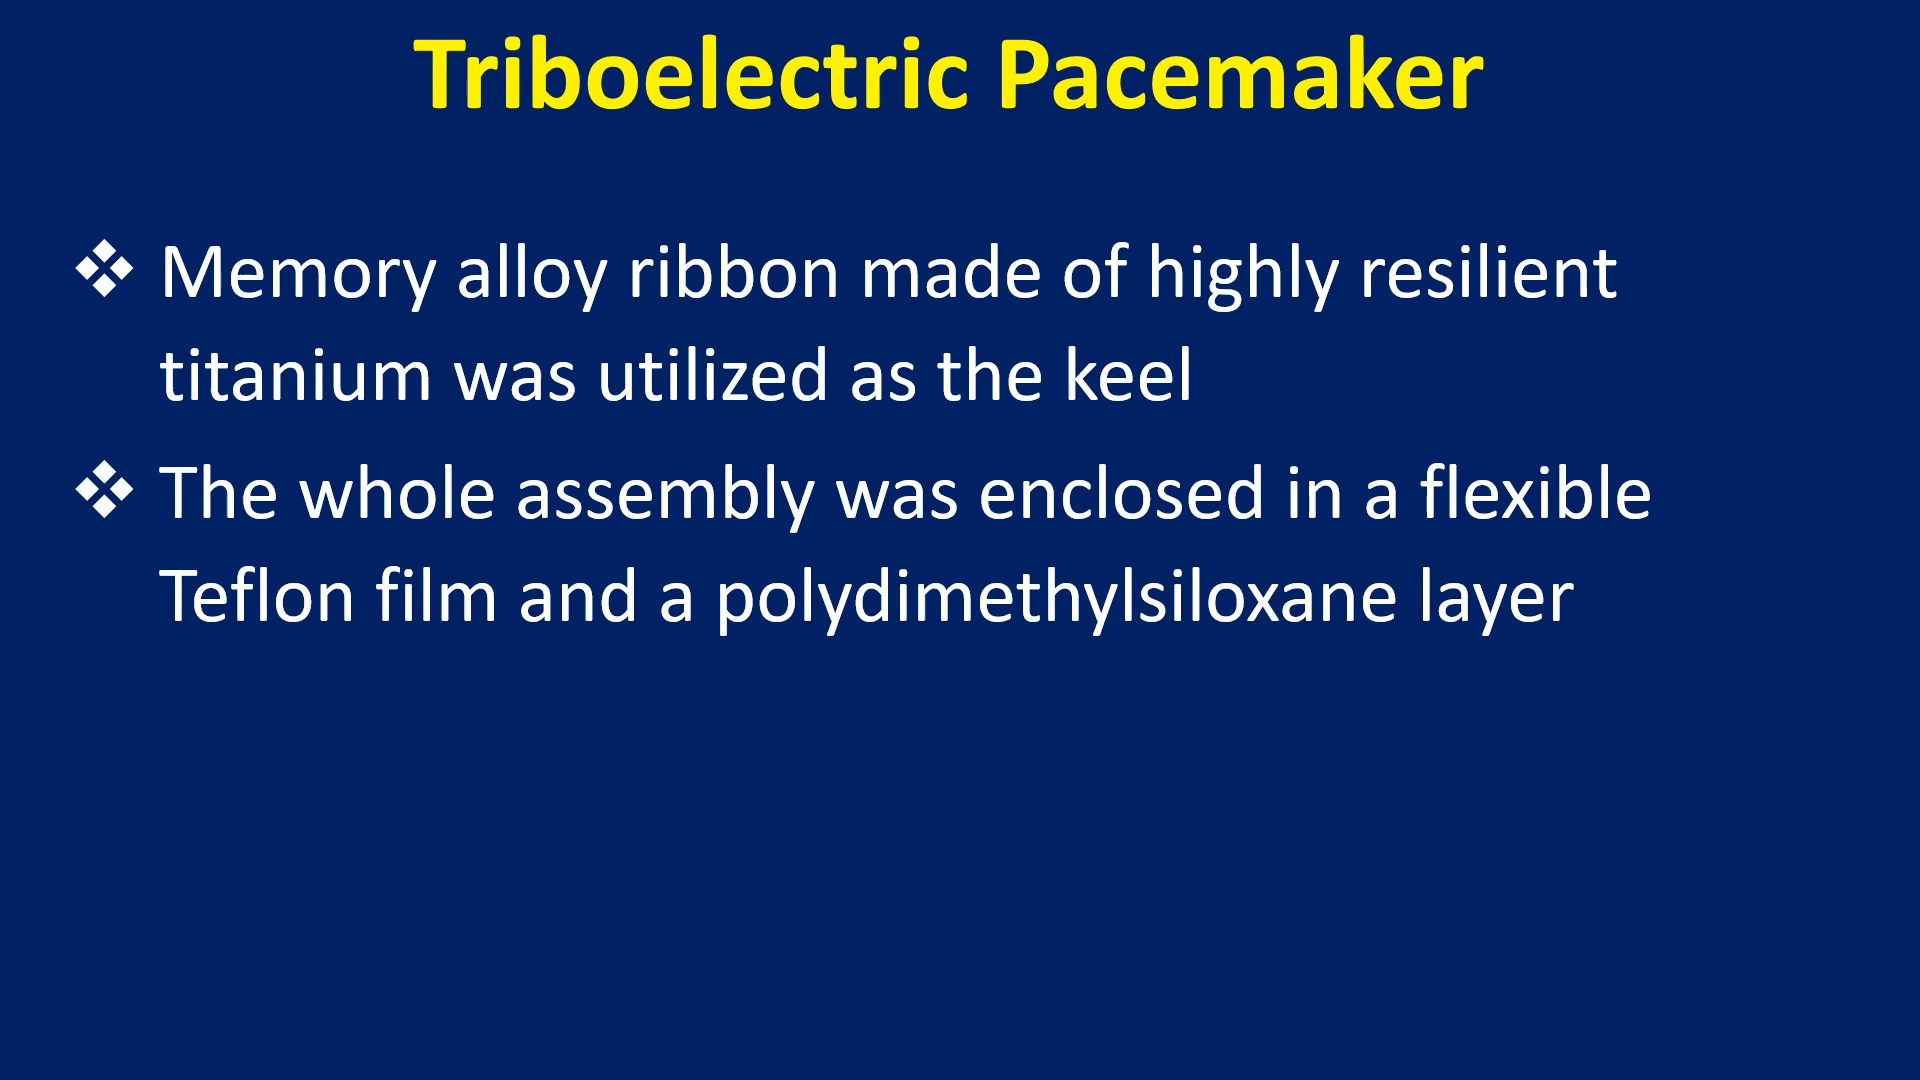 Triboelectric Pacemaker
❖ Memory alloy ribbon made of highly resilient
titanium was utilized as the keel
❖ The whole assembly was enclosed in a flexible
Teflon film and a polydimethylsiloxane layer